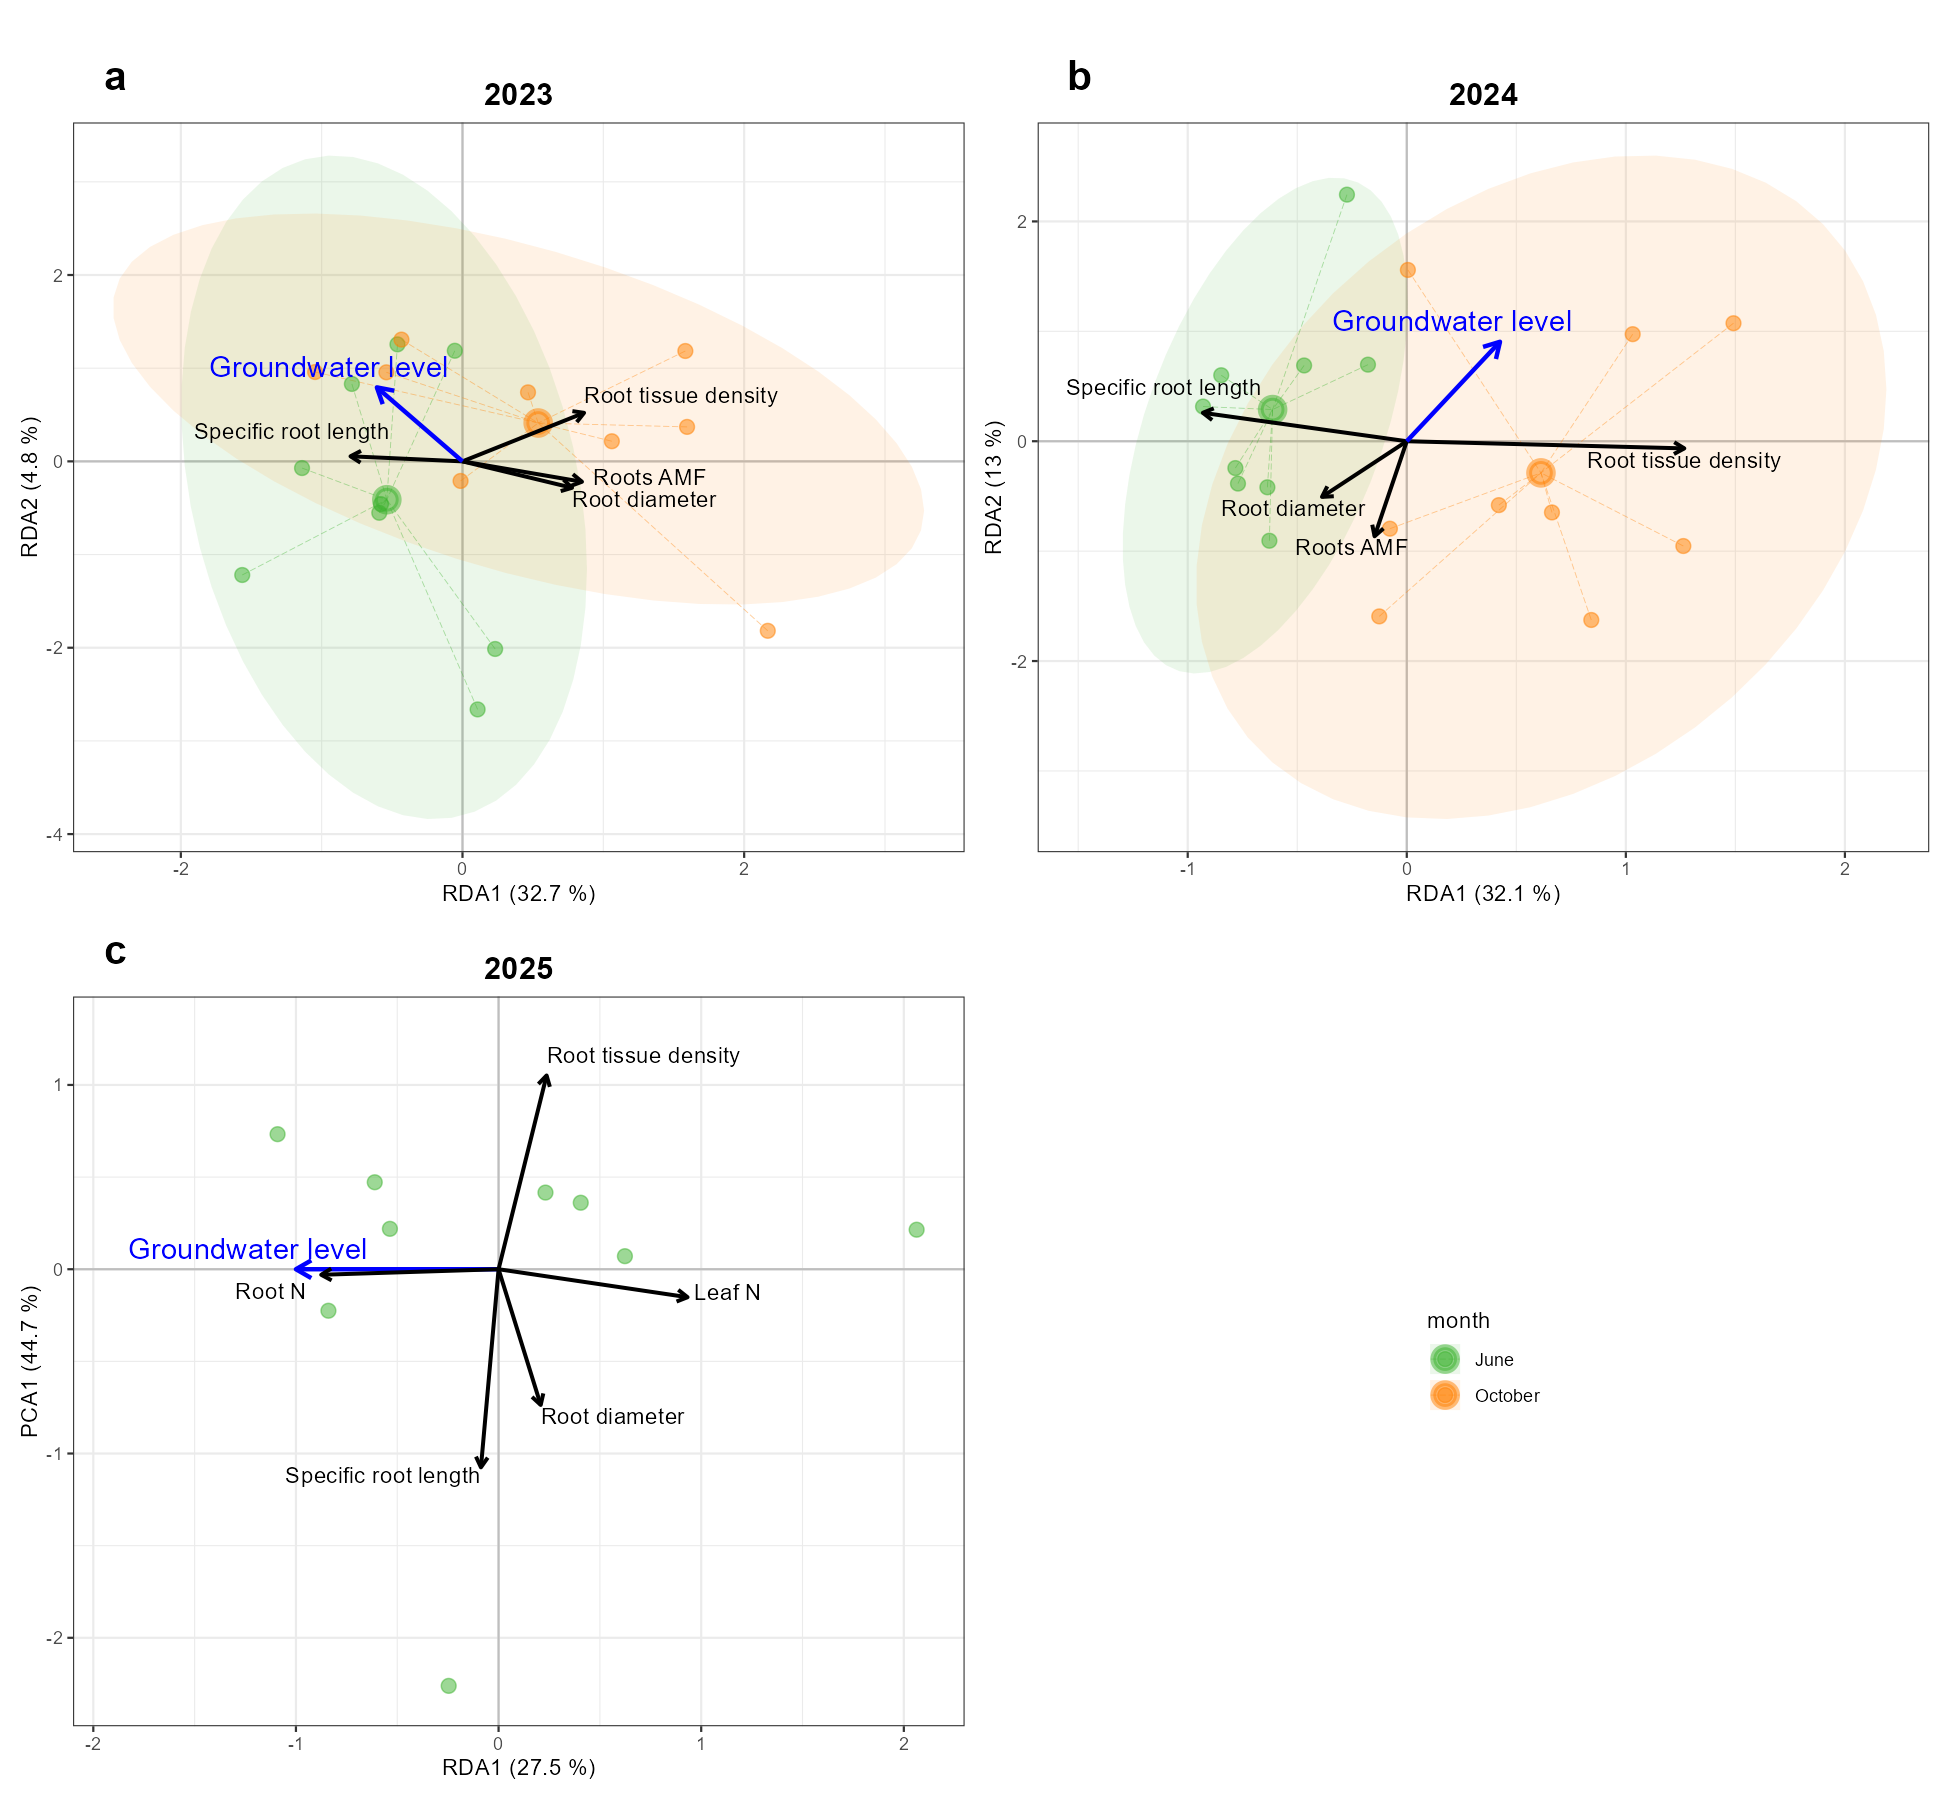 a
2023
Groundwater level
Root tissue density
Specific root length
Roots AMF
Root diameter
2
0
-2
-4
-2
0
2
RDA2 (4.8 %)
RDA1 (32.7 %)
b
2024
Groundwater level
Specific root length
Root tissue density
Root diameter
Roots AMF
2
0
-2
-1
0
1
2
RDA2 (13 %)
RDA1 (32.1 %)
c
2025
Root tissue density
Groundwater level
Root N
Leaf N
Root diameter
Specific root length
1
0
-1
-2
-2
-1
0
1
2
PCA1 (44.7 %)
RDA1 (27.5 %)
month
June
October